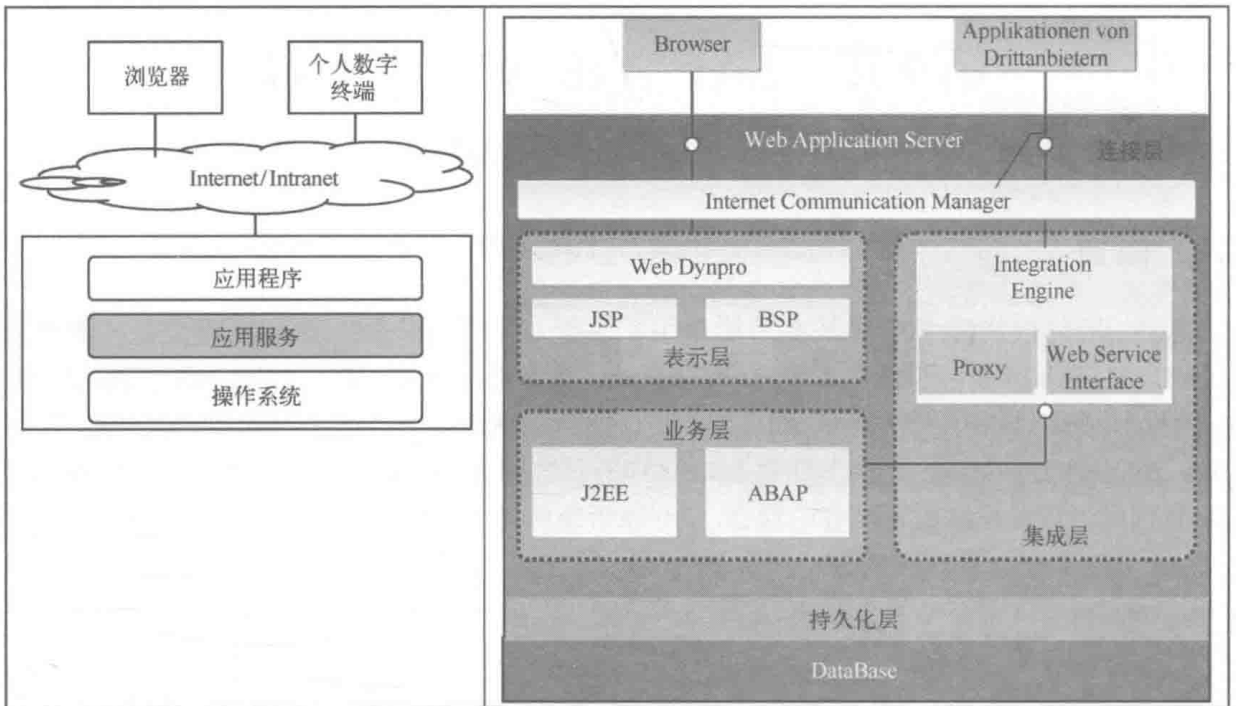 浏览器
个人数字
终端
Internet/Intranet
应用程序
应用服务
操作系统
Browser
Applikationen von
Drittanbietern
Web Application Server
连接层
Internet Communication Manager
Web Dynpro
JSP
BSP
表示层
Integration
Engine
Proxy
Web Service
Interface
业务层
J2EE
ABAP
集成层
持久化层
DataBase